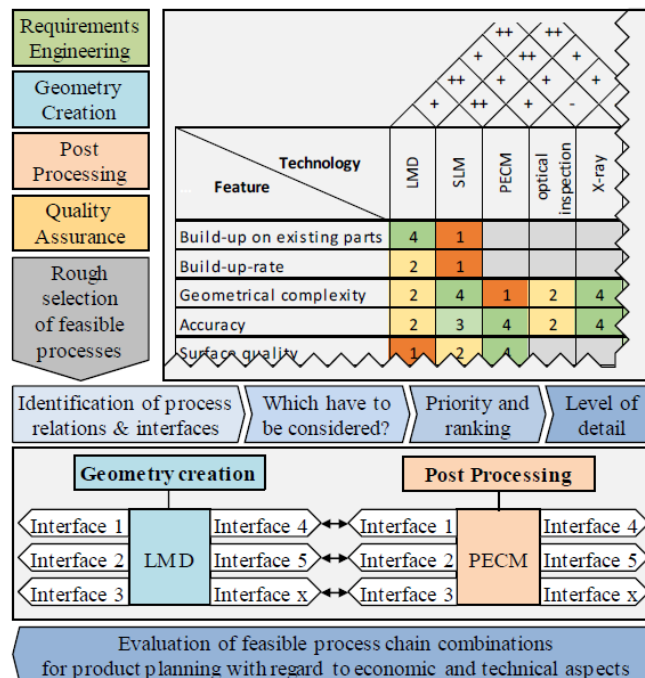 Requirements
Engineering
Geometry
Creation
Post
Processing
Quality
Assurance
Rough
selection
of feasible
processes
++ ++
+ ++ +
++ + + +
+ ++ + -
Technology
Feature
LMD
SLM
PECM
optical
inspection
X-ray
Build-up on existing parts 4 1
Build-up-rate 2 1
Geometrical complexity 2 4 1 2 4
Accuracy 2 3 4 2 4
Surface quality 1 2 4
Identification of process
relations & interfaces
Which have to
be considered?
Priority and
ranking
Level of
detail
Geometry creation
Post Processing
Interface 1
Interface 2
Interface 3
LMD
Interface 4
Interface 5
Interface x
Interface 1
Interface 2
Interface 3
PECM
Interface 4
Interface 5
Interface x
Evaluation of feasible process chain combinations
for product planning with regard to economic and technical aspects